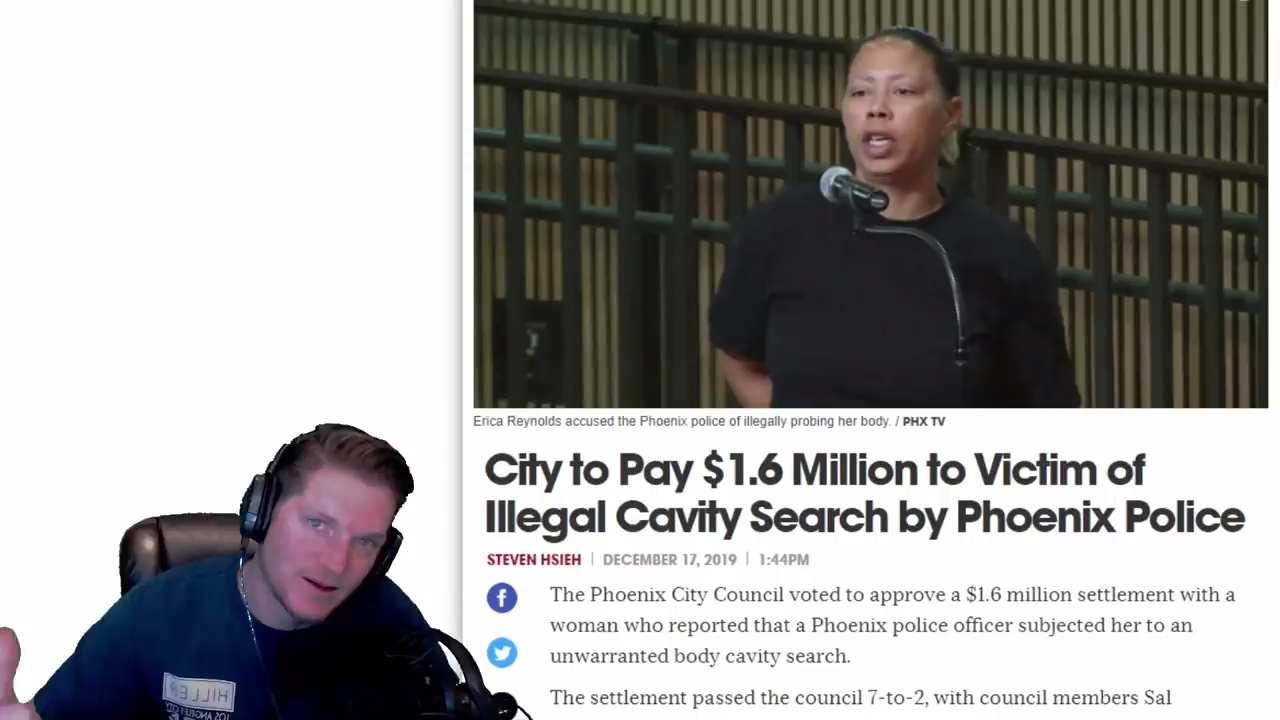 Erica Reynolds accused the Phoenix police of illegally probing her body. / PHX TV
City to Pay $1.6 Million to Victim of
Illegal Cavity Search by Phoenix Police
STEVEN HSIEH | DECEMBER 17, 2019 | 1:44PM
The Phoenix City Council voted to approve a $1.6 million settlement with a
woman who reported that a Phoenix police officer subjected her to an
unwarranted body cavity search.
The settlement passed the council 7-to-2, with council members Sal
LOS ANGELES